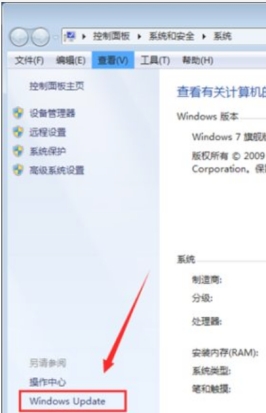 控制面板 ▸ 系统和安全 ▸ 系统
文件(F) 编辑(E) 查看(V) 工具(T) 帮助(H)
控制面板主页
设备管理器
远程设置
系统保护
高级系统设置
另请参阅
操作中心
Windows Update
查看有关计算机的
Windows 版本
Windows 7 旗舰
版权所有 © 2009
Corporation。保
系统
制造商:
分级:
处理器:
安装内存(RAM):
系统类型:
笔和触摸: